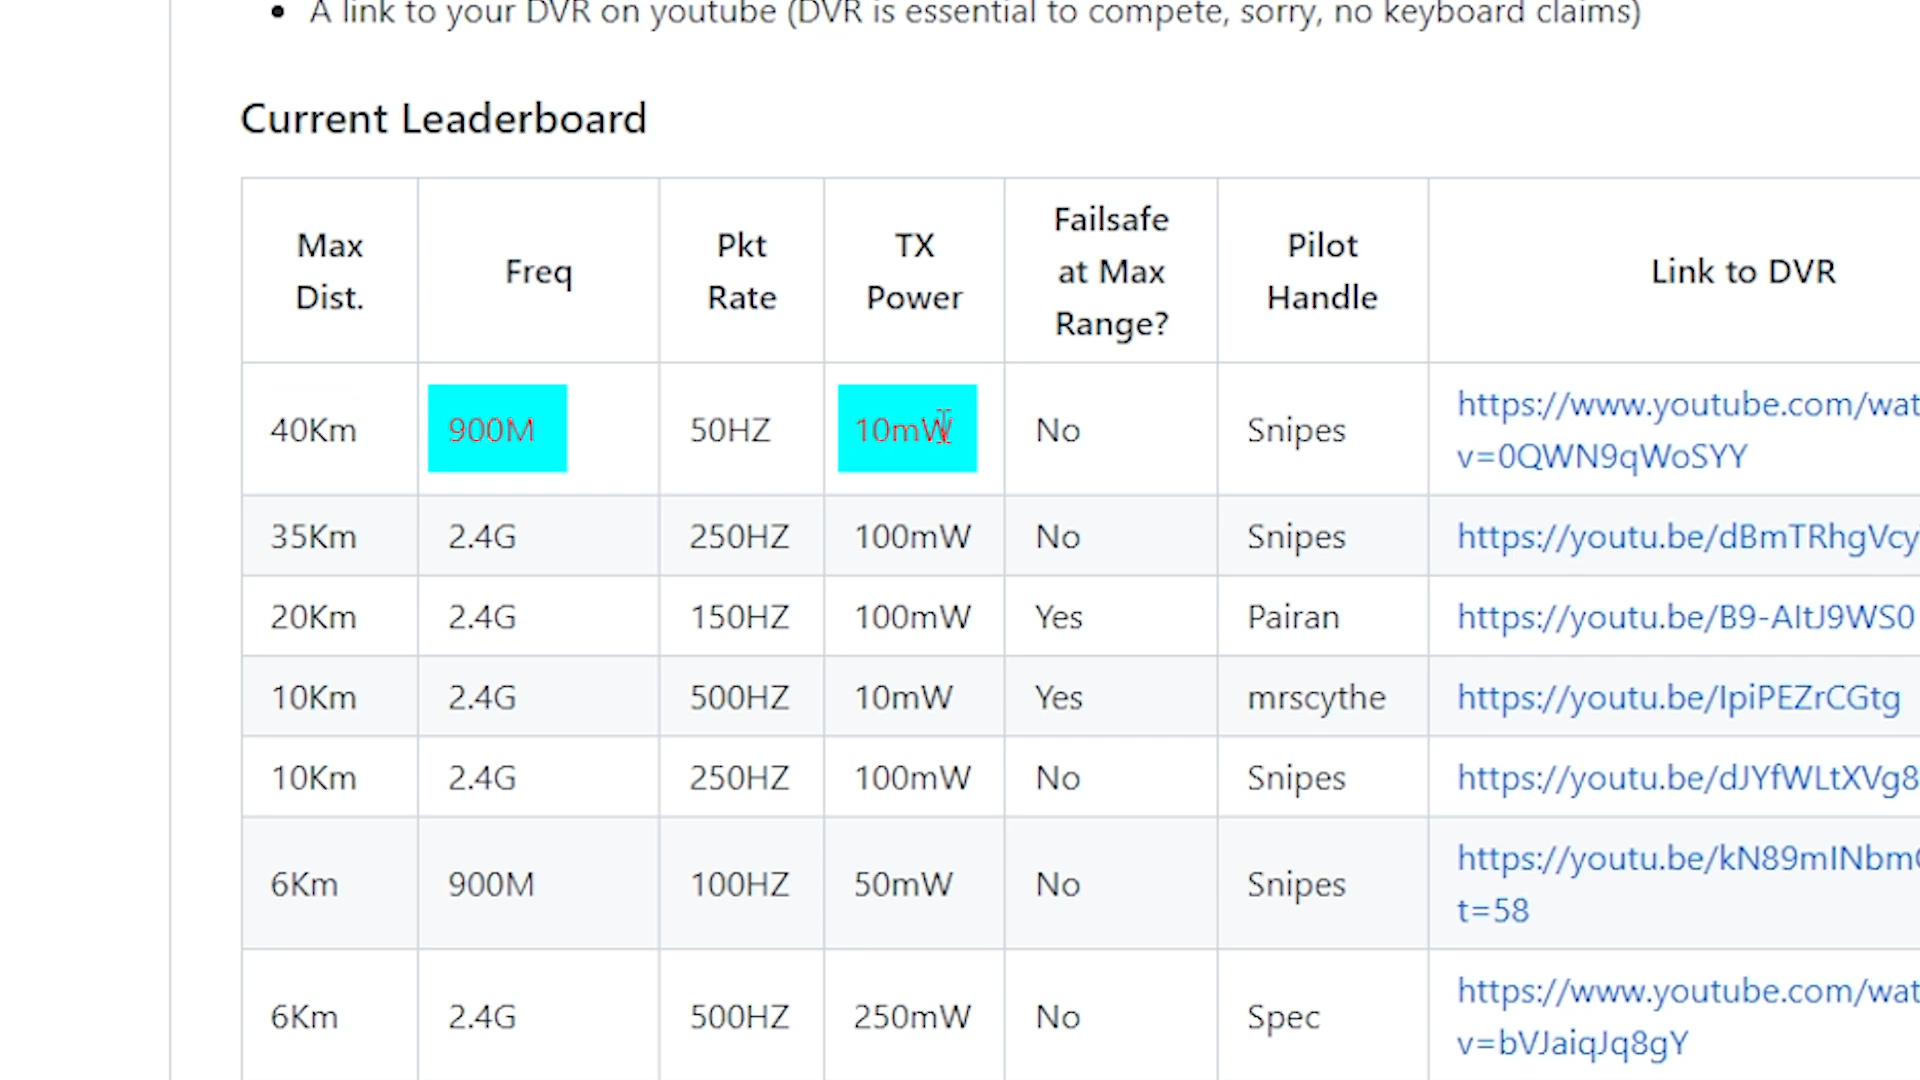 A link to your DVR on youtube (DVR is essential to compete, sorry, no keyboard claims)
Current Leaderboard
Max Dist. Freq Pkt Rate TX Power Failsafe at Max Range? Pilot Handle Link to DVR
40Km 900M 50HZ 10mW No Snipes https://www.youtube.com/wat
v=0QWN9qWoSYY
35Km 2.4G 250HZ 100mW No Snipes https://youtu.be/dBmTRhgVcy
20Km 2.4G 150HZ 100mW Yes Pairan https://youtu.be/B9-AItJ9WS0
10Km 2.4G 500HZ 10mW Yes mrscythe https://youtu.be/IpiPEZrCGtg
10Km 2.4G 250HZ 100mW No Snipes https://youtu.be/dJYfWLtXVg8
6Km 900M 100HZ 50mW No Snipes https://youtu.be/kN89mINbm
t=58
6Km 2.4G 500HZ 250mW No Spec https://www.youtube.com/wat
v=bVJaiqJq8gY